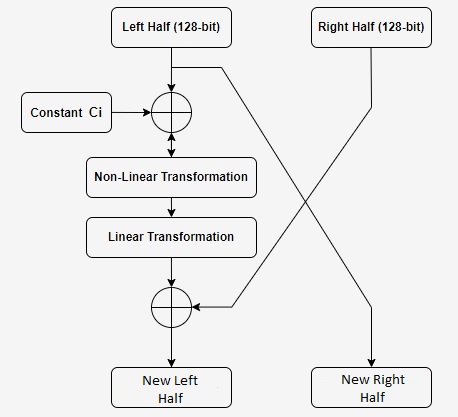 Left Half (128-bit)
Right Half (128-bit)
Constant Ci
Non-Linear Transformation
Linear Transformation
New Left
Half
New Right
Half